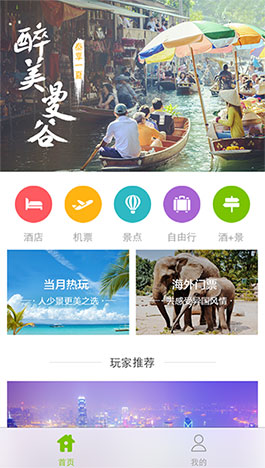 醉美曼谷
泰享一夏
酒店
机票
景点
自由行
酒+景
当月热玩
人少景更美之选
海外门票
共感受异国风情
玩家推荐
首页
我的